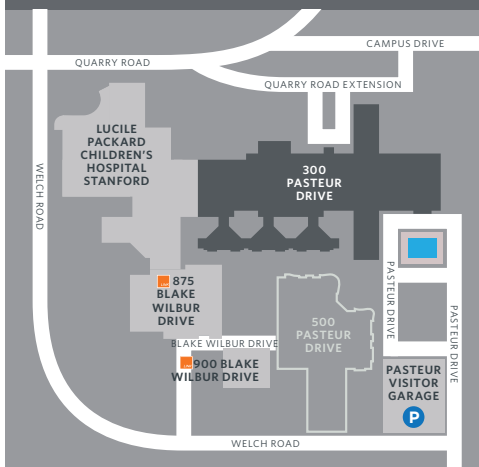 CAMPUS DRIVE
QUARRY ROAD
QUARRY ROAD EXTENSION
LUCILE
PACKARD
CHILDREN'S
HOSPITAL
STANFORD
300
PASTEUR
DRIVE
WELCH ROAD
875
BLAKE
WILBUR
DRIVE
PASTEUR DRIVE
PASTEUR DRIVE
500
PASTEUR
DRIVE
BLAKE WILBUR DRIVE
900 BLAKE
WILBUR DRIVE
PASTEUR
VISITOR
GARAGE
P
WELCH ROAD